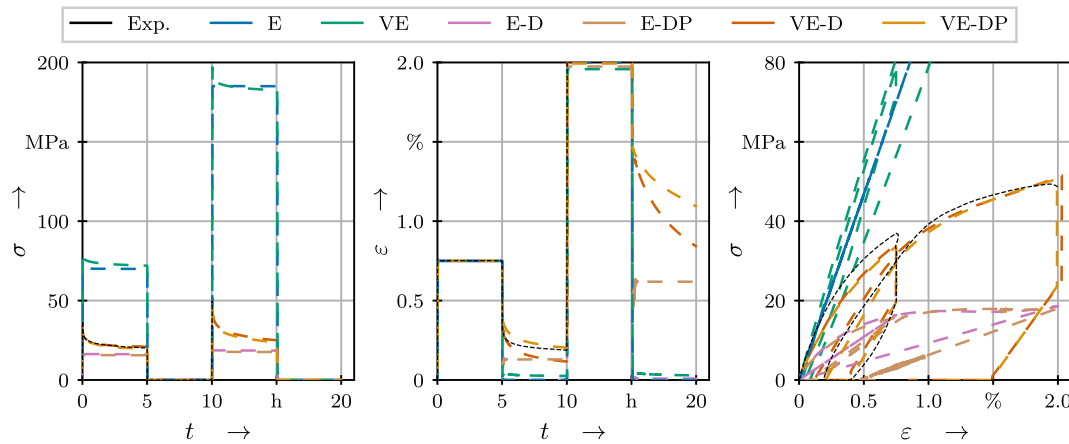 Exp. E VE E-D E-DP VE-D VE-DP
200
MPa
100
50
0
σ →
0 5 10 h 20
t →
2.0
%
1.0
0.5
0
ε →
0 5 10 h 20
t →
80
MPa
40
20
0
σ →
0 0.5 1.0 % 2.0
ε →